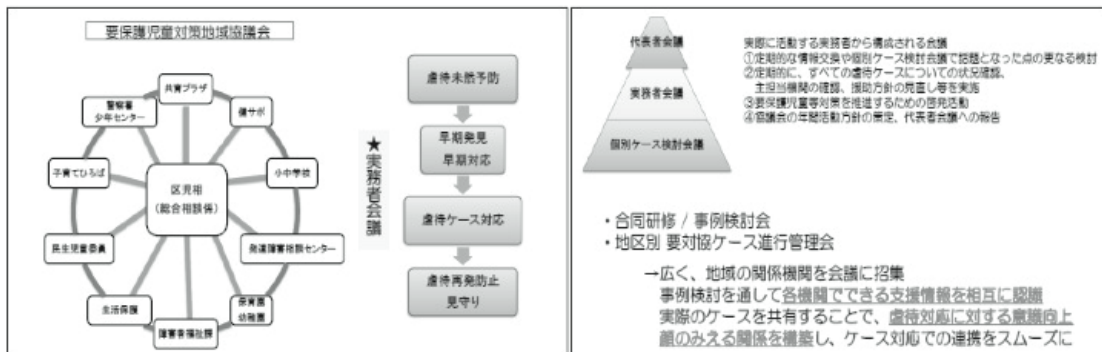 要保護児童対策地域協議会
共育プラザ
健サポ
小中学校
発達障害相談センター
保育園
幼稚園
障害者福祉課
生活保護
民生児童委員
子育てひろば
警察署
少年センター
区児相
(総合相談係)
★実務者会議
虐待未然予防
早期発見
早期対応
虐待ケース対応
虐待再発防止
見守り
代表者会議
実務者会議
個別ケース検討会議
実際に活動する実務者から構成される会議
①定期的な情報交換や個別ケース検討会議で話題となった点の更なる検討
②定期的に、すべての虐待ケースについての状況確認、
主担当機関の確認、援助方針の見直し等を実施
③要保護児童等対策を推進するための啓発活動
④協議会の年間活動方針の策定、代表者会議への報告
・合同研修 / 事例検討会
・地区別 要対協ケース進行管理会
→広く、地域の関係機関を会議に招集
事例検討を通して各機関でできる支援情報を相互に認識
実際のケースを共有することで、虐待対応に対する意識向上
顔のみえる関係を構築し、ケース対応での連携をスムーズに